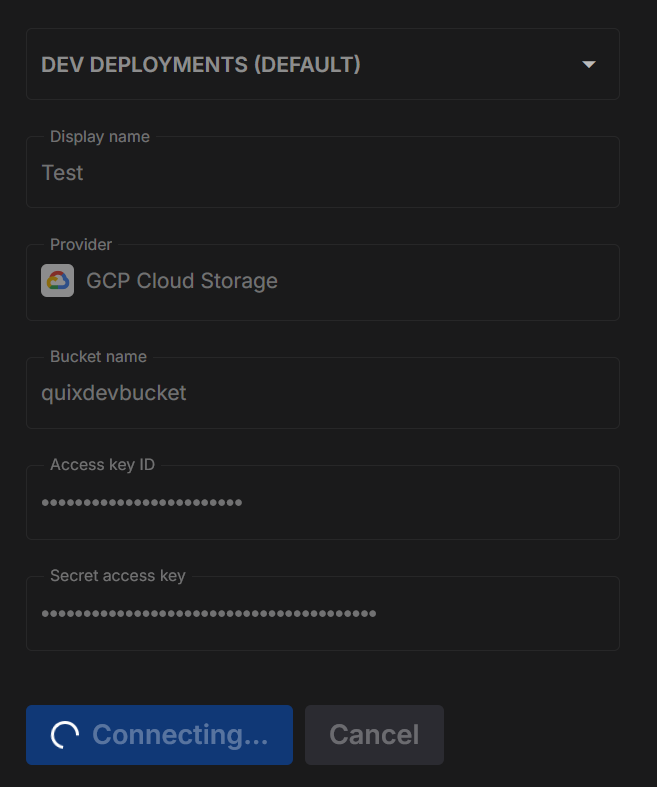 DEV DEPLOYMENTS (DEFAULT)
Display name
Test
Provider
GCP Cloud Storage
Bucket name
quixdevbucket
Access key ID
••••••••••••••••••••••••
Secret access key
••••••••••••••••••••••••••••••••••••••••
Connecting...
Cancel